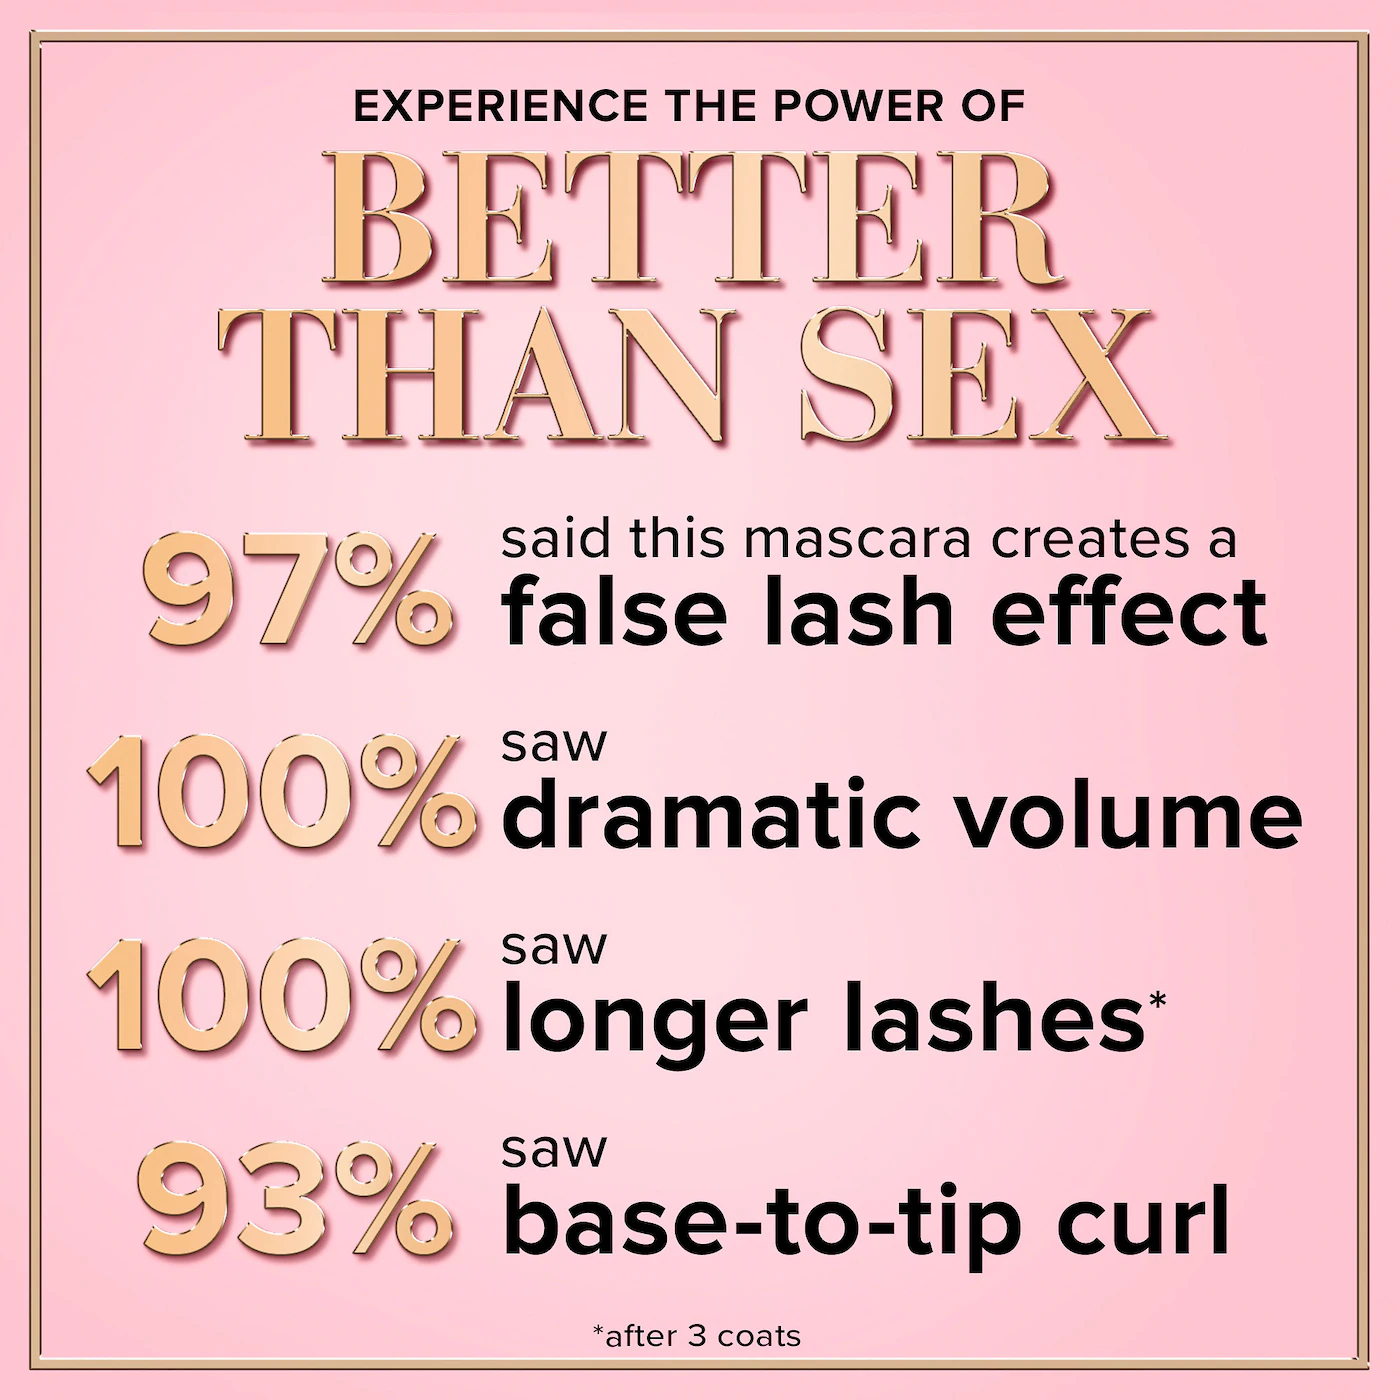 EXPERIENCE THE POWER OF
BETTER
THAN SEX
97% said this mascara creates a
false lash effect
100% saw
dramatic volume
100% saw
longer lashes*
93% saw
base-to-tip curl
*after 3 coats